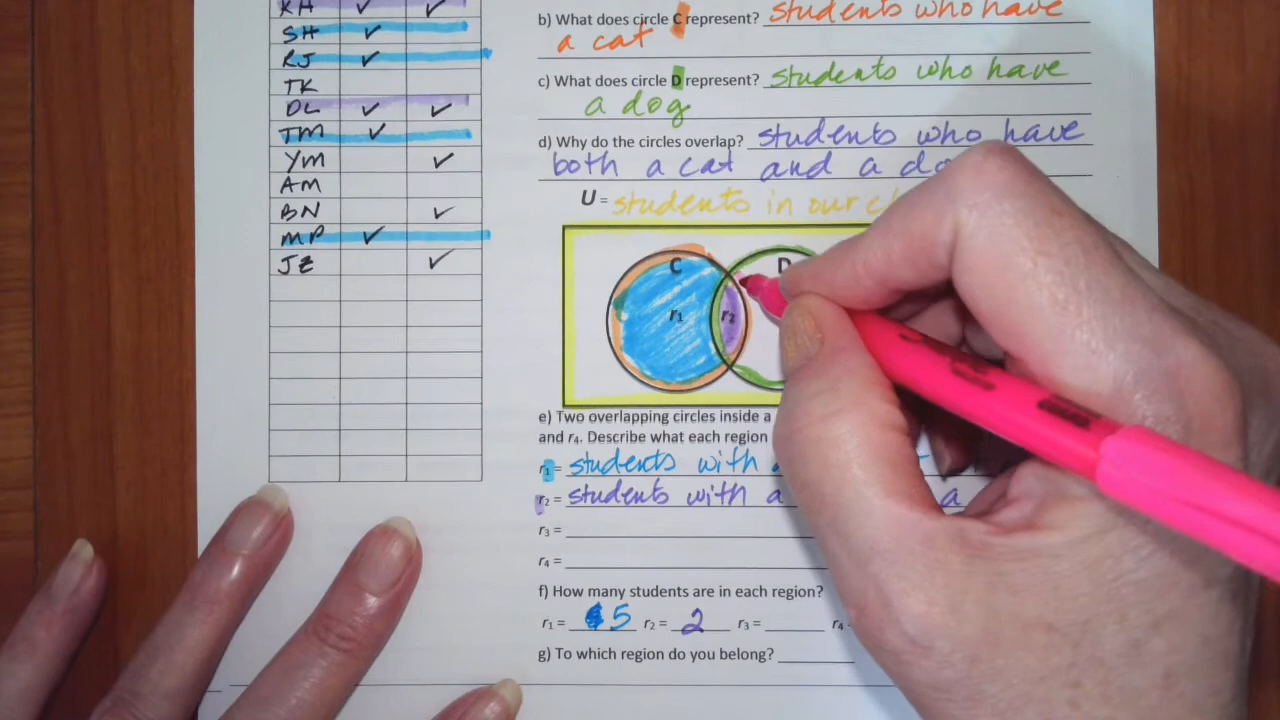 KH ✓ ✓
SH ✓
RJ ✓
TK
DL ✓ ✓
TM ✓
YM ✓
AM
BN ✓
MP ✓
JZ ✓
b) What does circle C represent? students who have
a cat
c) What does circle D represent? students who have
a dog
d) Why do the circles overlap? students who have
both a cat and a
U = students in our
C D
r1 r2
e) Two overlapping circles inside a
and r4. Describe what each region
r1 = students with
r2 = students with a a
r3 =
r4 =
f) How many students are in each region?
r1 = 5 r2 = 2 r3 = r4
g) To which region do you belong?